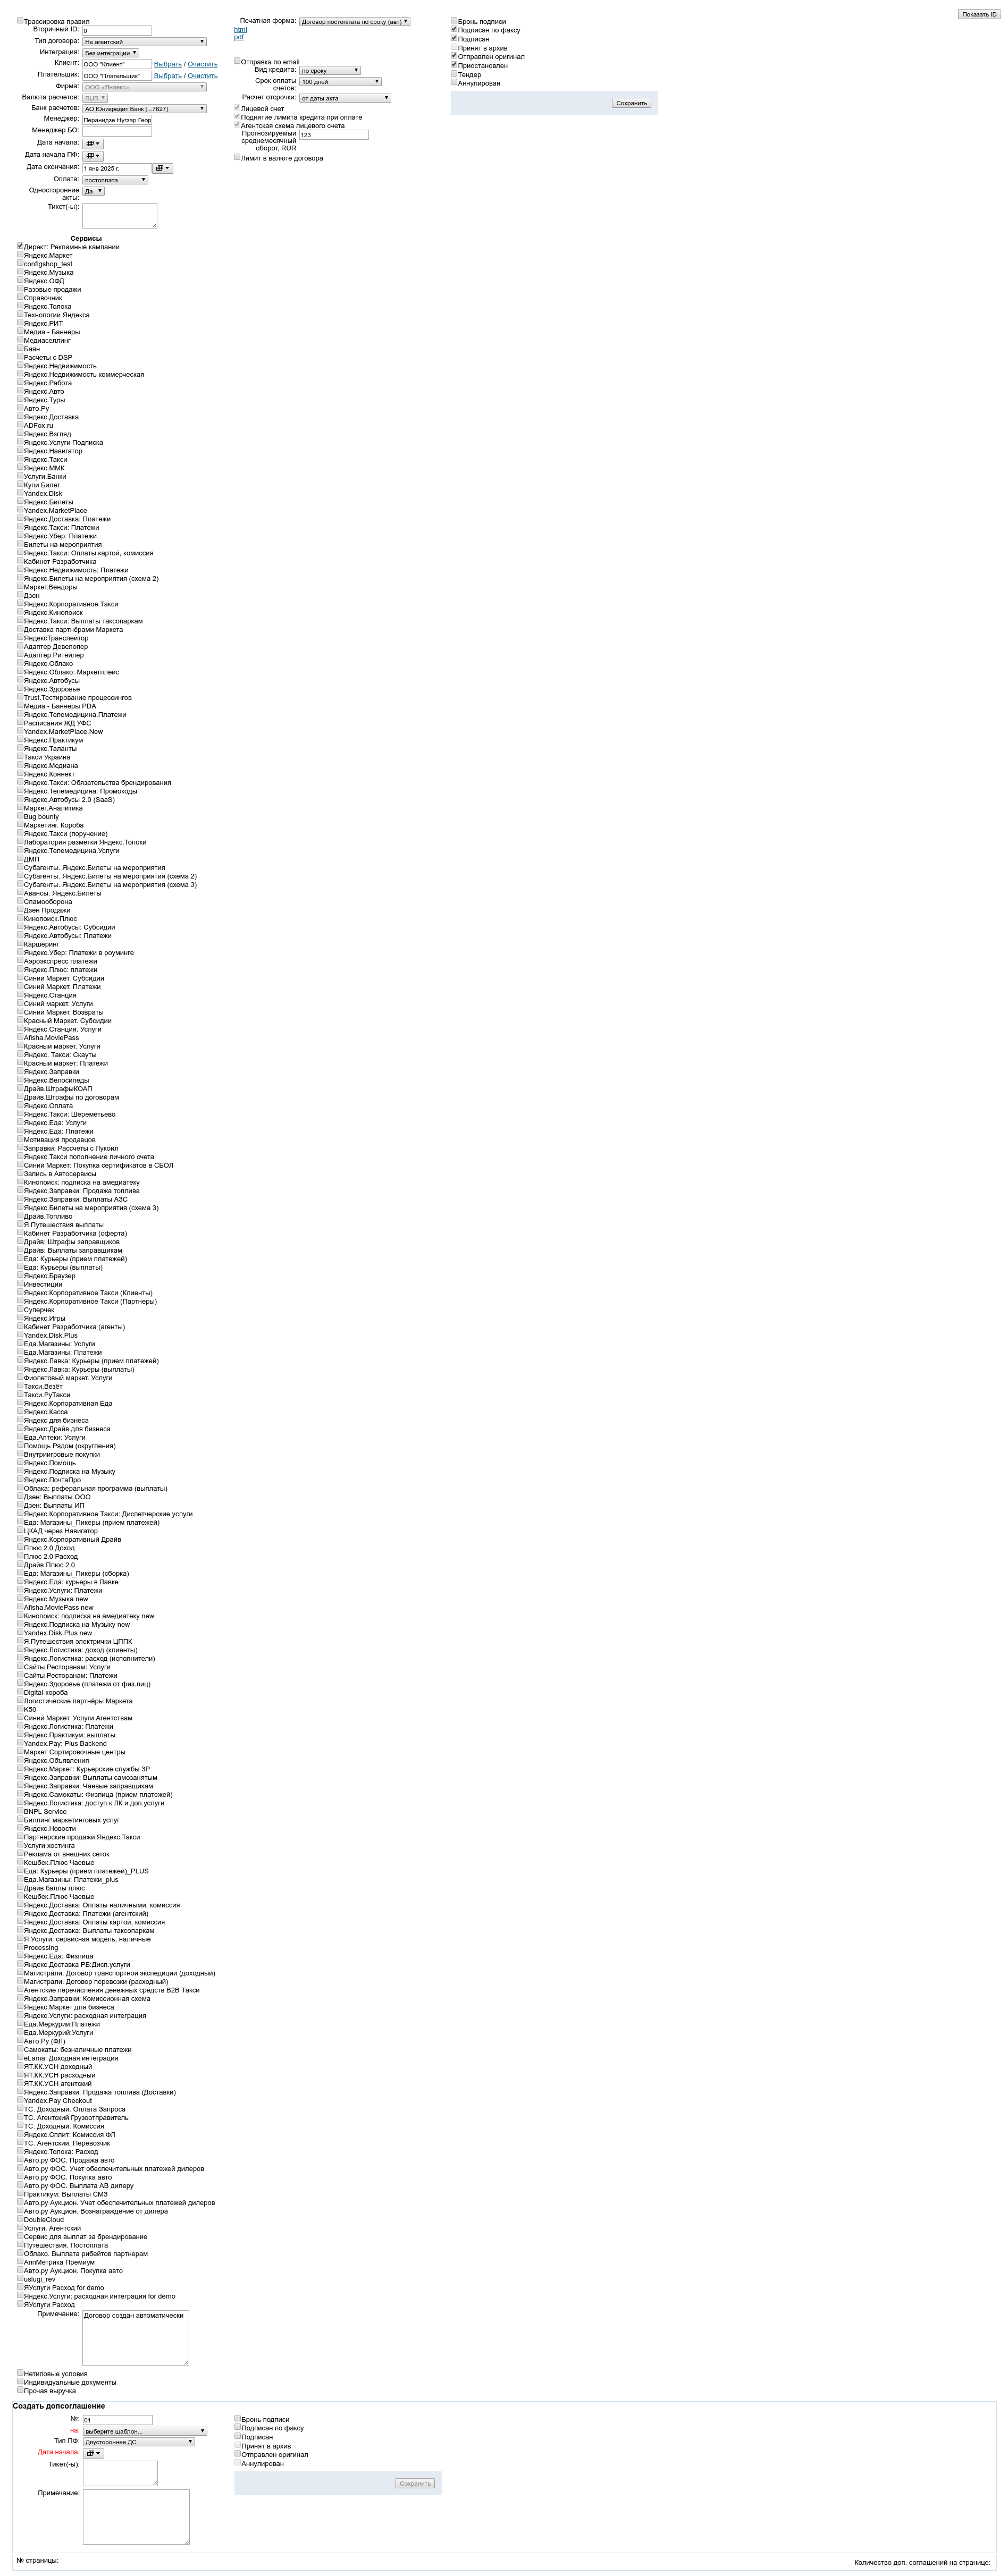 Показать ID
Трассировка правил
Вторичный ID: 0
Тип договора: Не агентский
Интеграция: Без интеграции
Клиент: ООО "Клиент" Выбрать / Очистить
Плательщик: ООО "Плательщик" Выбрать / Очистить
Фирма: ООО «Яндекс»
Валюта расчетов: RUR
Банк расчетов: АО Юникредит Банк [...7627]
Менеджер: Перанидзе Нугзар Геор
Менеджер БО:
Дата начала:
Дата начала ПФ:
Дата окончания: 1 янв 2025 г.
Оплата: постоплата
Односторонние
акты: Да
Тикет(-ы):
Печатная форма: Договор постоплата по сроку (авт)
html
pdf
Отправка по email
Вид кредита: по сроку
Срок оплаты
счетов: 100 дней
Расчет отсрочки: от даты акта
Лицевой счет
Поднятие лимита кредита при оплате
Агентская схема лицевого счета
Прогнозируемый
среднемесячный
оборот, RUR 123
Лимит в валюте договора
Бронь подписи
Подписан по факсу
Подписан
Принят в архив
Отправлен оригинал
Приостановлен
Тендер
Аннулирован
Сохранить
Сервисы
Директ: Рекламные кампании
Яндекс.Маркет
configshop_test
Яндекс.Музыка
Яндекс.ОФД
Разовые продажи
Справочник
Яндекс.Толока
Технологии Яндекса
Яндекс.РИТ
Медиа - Баннеры
Медиаселлинг
Баян
Расчеты с DSP
Яндекс.Недвижимость
Яндекс.Недвижимость коммерческая
Яндекс.Работа
Яндекс.Авто
Яндекс.Туры
Авто.Ру
Яндекс.Доставка
ADFox.ru
Яндекс.Взгляд
Яндекс.Услуги Подписка
Яндекс.Навигатор
Яндекс.Такси
Яндекс.ММК
Услуги.Банки
Купи Билет
Yandex.Disk
Яндекс.Билеты
Yandex.MarketPlace
Яндекс.Доставка: Платежи
Яндекс.Такси: Платежи
Яндекс.Убер: Платежи
Билеты на мероприятия
Яндекс.Такси: Оплаты картой, комиссия
Кабинет Разработчика
Яндекс.Недвижимость: Платежи
Яндекс.Билеты на мероприятия (схема 2)
Маркет.Вендоры
Дзен
Яндекс.Корпоративное Такси
Яндекс.Кинопоиск
Яндекс.Такси: Выплаты таксопаркам
Доставка партнёрами Маркета
ЯндексТранслейтор
Адаптер Девелопер
Адаптер Ритейлер
Яндекс.Облако
Яндекс.Облако: Маркетплейс
Яндекс.Автобусы
Яндекс.Здоровье
Trust.Тестирование процессингов
Медиа - Баннеры PDA
Яндекс.Телемедицина.Платежи
Расписания ЖД УФС
Yandex.MarketPlace.New
Яндекс.Практикум
Яндекс.Таланты
Такси Украина
Яндекс.Медиана
Яндекс.Коннект
Яндекс.Такси: Обязательства брендирования
Яндекс.Телемедицина: Промокоды
Яндекс.Автобусы 2.0 (SaaS)
Маркет.Аналитика
Bug bounty
Маркетинг. Короба
Яндекс.Такси (поручение)
Лаборатория разметки Яндекс.Толоки
Яндекс.Телемедицина.Услуги
ДМП
Субагенты. Яндекс.Билеты на мероприятия
Субагенты. Яндекс.Билеты на мероприятия (схема 2)
Субагенты. Яндекс.Билеты на мероприятия (схема 3)
Авансы. Яндекс.Билеты
Спамооборона
Дзен Продажи
Кинопоиск.Плюс
Яндекс.Автобусы: Субсидии
Яндекс.Автобусы: Платежи
Каршеринг
Яндекс.Убер: Платежи в роуминге
Аэроэкспресс платежи
Яндекс.Плюс: платежи
Синий Маркет. Субсидии
Синий Маркет. Платежи
Яндекс.Станция
Синий маркет. Услуги
Синий Маркет. Возвраты
Красный Маркет. Субсидии
Яндекс.Станция. Услуги
Afisha.MoviePass
Красный маркет. Услуги
Яндекс. Такси: Скауты
Красный маркет: Платежи
Яндекс.Заправки
Яндекс.Велосипеды
Драйв.ШтрафыКОАП
Драйв.Штрафы по договорам
Яндекс.Оплата
Яндекс.Такси: Шереметьево
Яндекс.Еда: Услуги
Яндекс.Еда: Платежи
Мотивация продавцов
Заправки: Рассчеты с Лукойл
Яндекс.Такси пополнение личного счета
Синий Маркет: Покупка сертификатов в СБОЛ
Запись в Автосервисы
Кинопоиск: подписка на амедиатеку
Яндекс.Заправки: Продажа топлива
Яндекс.Заправки: Выплаты АЗС
Яндекс.Билеты на мероприятия (схема 3)
Драйв.Топливо
Я.Путешествия выплаты
Кабинет Разработчика (оферта)
Драйв: Штрафы заправщиков
Драйв: Выплаты заправщикам
Еда: Курьеры (прием платежей)
Еда: Курьеры (выплаты)
Яндекс.Браузер
Инвестиции
Яндекс.Корпоративное Такси (Клиенты)
Яндекс.Корпоративное Такси (Партнеры)
Суперчек
Яндекс.Игры
Кабинет Разработчика (агенты)
Yandex.Disk.Plus
Еда.Магазины: Услуги
Еда.Магазины: Платежи
Яндекс.Лавка: Курьеры (прием платежей)
Яндекс.Лавка: Курьеры (выплаты)
Фиолетовый маркет. Услуги
Такси.Везёт
Такси.РуТакси
Яндекс.Корпоративная Еда
Яндекс.Касса
Яндекс для бизнеса
Яндекс.Драйв для бизнеса
Еда.Аптеки: Услуги
Помощь Рядом (округления)
Внутриигровые покупки
Яндекс.Помощь
Яндекс.Подписка на Музыку
Яндекс.ПочтаПро
Облака: реферальная программа (выплаты)
Дзен: Выплаты ООО
Дзен: Выплаты ИП
Яндекс.Корпоративное Такси: Диспетчерские услуги
Еда: Магазины_Пикеры (прием платежей)
ЦКАД через Навигатор
Яндекс.Корпоративный Драйв
Плюс 2.0 Доход
Плюс 2.0 Расход
Драйв Плюс 2.0
Еда: Магазины_Пикеры (сборка)
Яндекс.Еда: курьеры в Лавке
Яндекс.Услуги: Платежи
Яндекс.Музыка new
Afisha.MoviePass new
Кинопоиск: подписка на амедиатеку new
Яндекс.Подписка на Музыку new
Yandex.Disk.Plus new
Я.Путешествия электрички ЦППК
Яндекс.Логистика: доход (клиенты)
Яндекс.Логистика: расход (исполнители)
Сайты Ресторанам: Услуги
Сайты Ресторанам: Платежи
Яндекс.Здоровье (платежи от физ.лиц)
Digital-короба
Логистические партнёры Маркета
K50
Синий Маркет. Услуги Агентствам
Яндекс.Логистика: Платежи
Яндекс.Практикум: выплаты
Yandex.Pay: Plus Backend
Маркет Сортировочные центры
Яндекс.Объявления
Яндекс.Маркет: Курьерские службы ЗР
Яндекс.Заправки: Выплаты самозанятым
Яндекс.Заправки: Чаевые заправщикам
Яндекс.Самокаты: Физлица (прием платежей)
Яндекс.Логистика: доступ к ЛК и доп.услуги
BNPL Service
Биллинг маркетинговых услуг
Яндекс.Новости
Партнерские продажи Яндекс.Такси
Услуги хостинга
Реклама от внешних сеток
Кешбек.Плюс Чаевые
Еда: Курьеры (прием платежей)_PLUS
Еда.Магазины: Платежи_plus
Драйв баллы плюс
Кешбек.Плюс Чаевые
Яндекс.Доставка: Оплаты наличными, комиссия
Яндекс.Доставка: Платежи (агентский)
Яндекс.Доставка: Оплаты картой, комиссия
Яндекс.Доставка: Выплаты таксопаркам
Я.Услуги: сервисная модель, наличные
Processing
Яндекс.Еда: Физлица
Яндекс.Доставка РБ:Дисп.услуги
Магистрали. Договор транспортной экспедиции (доходный)
Магистрали. Договор перевозки (расходный)
Агентские перечисления денежных средств B2B Такси
Яндекс.Заправки: Комиссионная схема
Яндекс.Маркет для бизнеса
Яндекс.Услуги: расходная интеграция
Еда.Меркурий:Платежи
Еда.Меркурий:Услуги
Авто.Ру (ФЛ)
Самокаты: безналичные платежи
eLama: Доходная интеграция
ЯТ.КК.УСН доходный
ЯТ.КК.УСН расходный
ЯТ.КК.УСН агентский
Яндекс.Заправки: Продажа топлива (Доставки)
Yandex.Pay Checkout
ТС. Доходный. Оплата Запроса
ТС. Агентский Грузоотправитель
ТС. Доходный. Комиссия
Яндекс.Сплит: Комиссия ФЛ
ТС. Агентский. Перевозчик
Яндекс.Толока: Расход
Авто.ру ФОС. Продажа авто
Авто.ру ФОС. Учет обеспечительных платежей дилеров
Авто.ру ФОС. Покупка авто
Авто.ру ФОС. Выплата АВ дилеру
Практикум: Выплаты СМЗ
Авто.ру Аукцион. Учет обеспечительных платежей дилеров
Авто.ру Аукцион. Вознаграждение от дилера
DoubleCloud
Услуги. Агентский
Сервис для выплат за брендирование
Путешествия. Постоплата
Облако. Выплата рибейтов партнерам
АппМетрика Премиум
Авто.ру Аукцион. Покупка авто
uslugi_rev
ЯУслуги Расход for demo
Яндекс.Услуги: расходная интеграция for demo
ЯУслуги Расход
Примечание: Договор создан автоматически
Нетиповые условия
Индивидуальные документы
Прочая выручка
Создать допсоглашение
№: 01
на: выберите шаблон...
Тип ПФ: Двустороннее ДС
Дата начала:
Тикет(-ы):
Примечание:
Бронь подписи
Подписан по факсу
Подписан
Принят в архив
Отправлен оригинал
Аннулирован
Сохранить
№ страницы:
Количество доп. соглашений на странице: